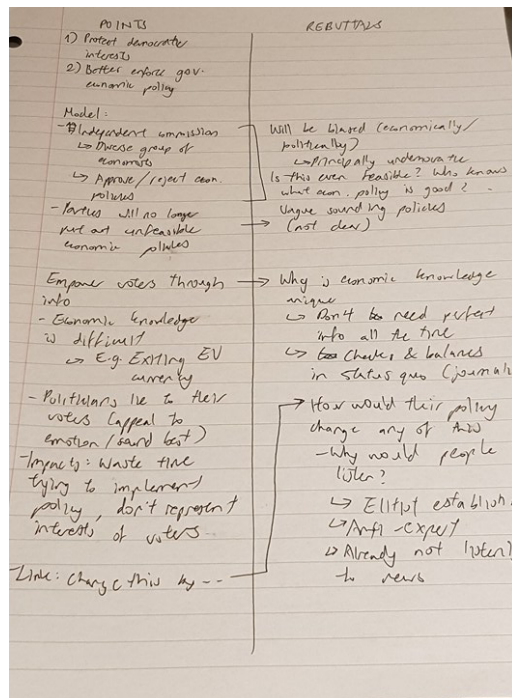 POINTS
1) Protect democratic
interests
2) Better enforce gov.
economic policy
Model:
- Independent commission
↳ Diverse group of
economists
↳ Approve/reject econ.
policies
- Parties will no longer
put out unfeasible
economic policies
Empower voters through
info
- Economic knowledge
is difficult
↳ E.g. Exiting EU
currency
- Politicians lie to their
voters (appeal to
emotion / sound best)
- Impacts: Waste time
trying to implement
policy, don't represent
interests of voters
- Link: change this by --
REBUTTALS
Will be biased (economically/
politically)
↳ Principally undemocratic
Is this even feasible? Who knows
what econ. policy is good?
Vague sounding policies
(not clear)
Why is economic knowledge
unique
↳ Don't need perfect
info all the time
↳ Checks & balances
in status quo (journal
How would their policy
change any of this
- Why would people
listen?
↳ Elitist establish.
↳ Anti-expert
↳ Already not listen
to news